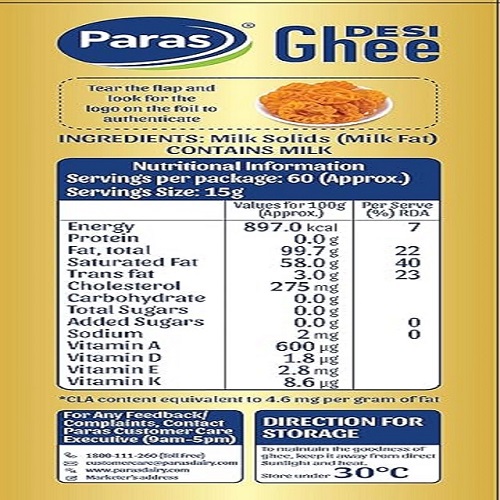 Paras®
DESI
Ghee
Tear the flap and
look for the
logo on the foil to
authenticate
INGREDIENTS: Milk Solids (Milk Fat)
CONTAINS MILK
Nutritional Information
Servings per package: 60 (Approx.)
Servings Size: 15g
Values for 100g (Approx.) Per Serve (%) RDA
Energy 897.0 kcal 7
Protein 0.0 g
Fat, total 99.7 g 22
Saturated Fat 58.0 g 40
Trans fat 3.0 g 23
Cholesterol 275 mg
Carbohydrate 0.0 g
Total Sugars 0.0 g
Added Sugars 0.0 g 0
Sodium 2 mg 0
Vitamin A 600 µg
Vitamin D 1.8 µg
Vitamin E 2.8 mg
Vitamin K 8.6 µg
*CLA content equivalent to 4.6 mg per gram of fat
For Any Feedback/
Complaints, Contact
Paras Customer Care
Executive (9am-5pm)
1800-111-260 (toll free)
customercare@parasdairy.com
www.parasdairy.com
Marketer's address
DIRECTION FOR
STORAGE
To maintain the goodness of
ghee, keep it away from direct
Sunlight and heat.
Store under 30°C